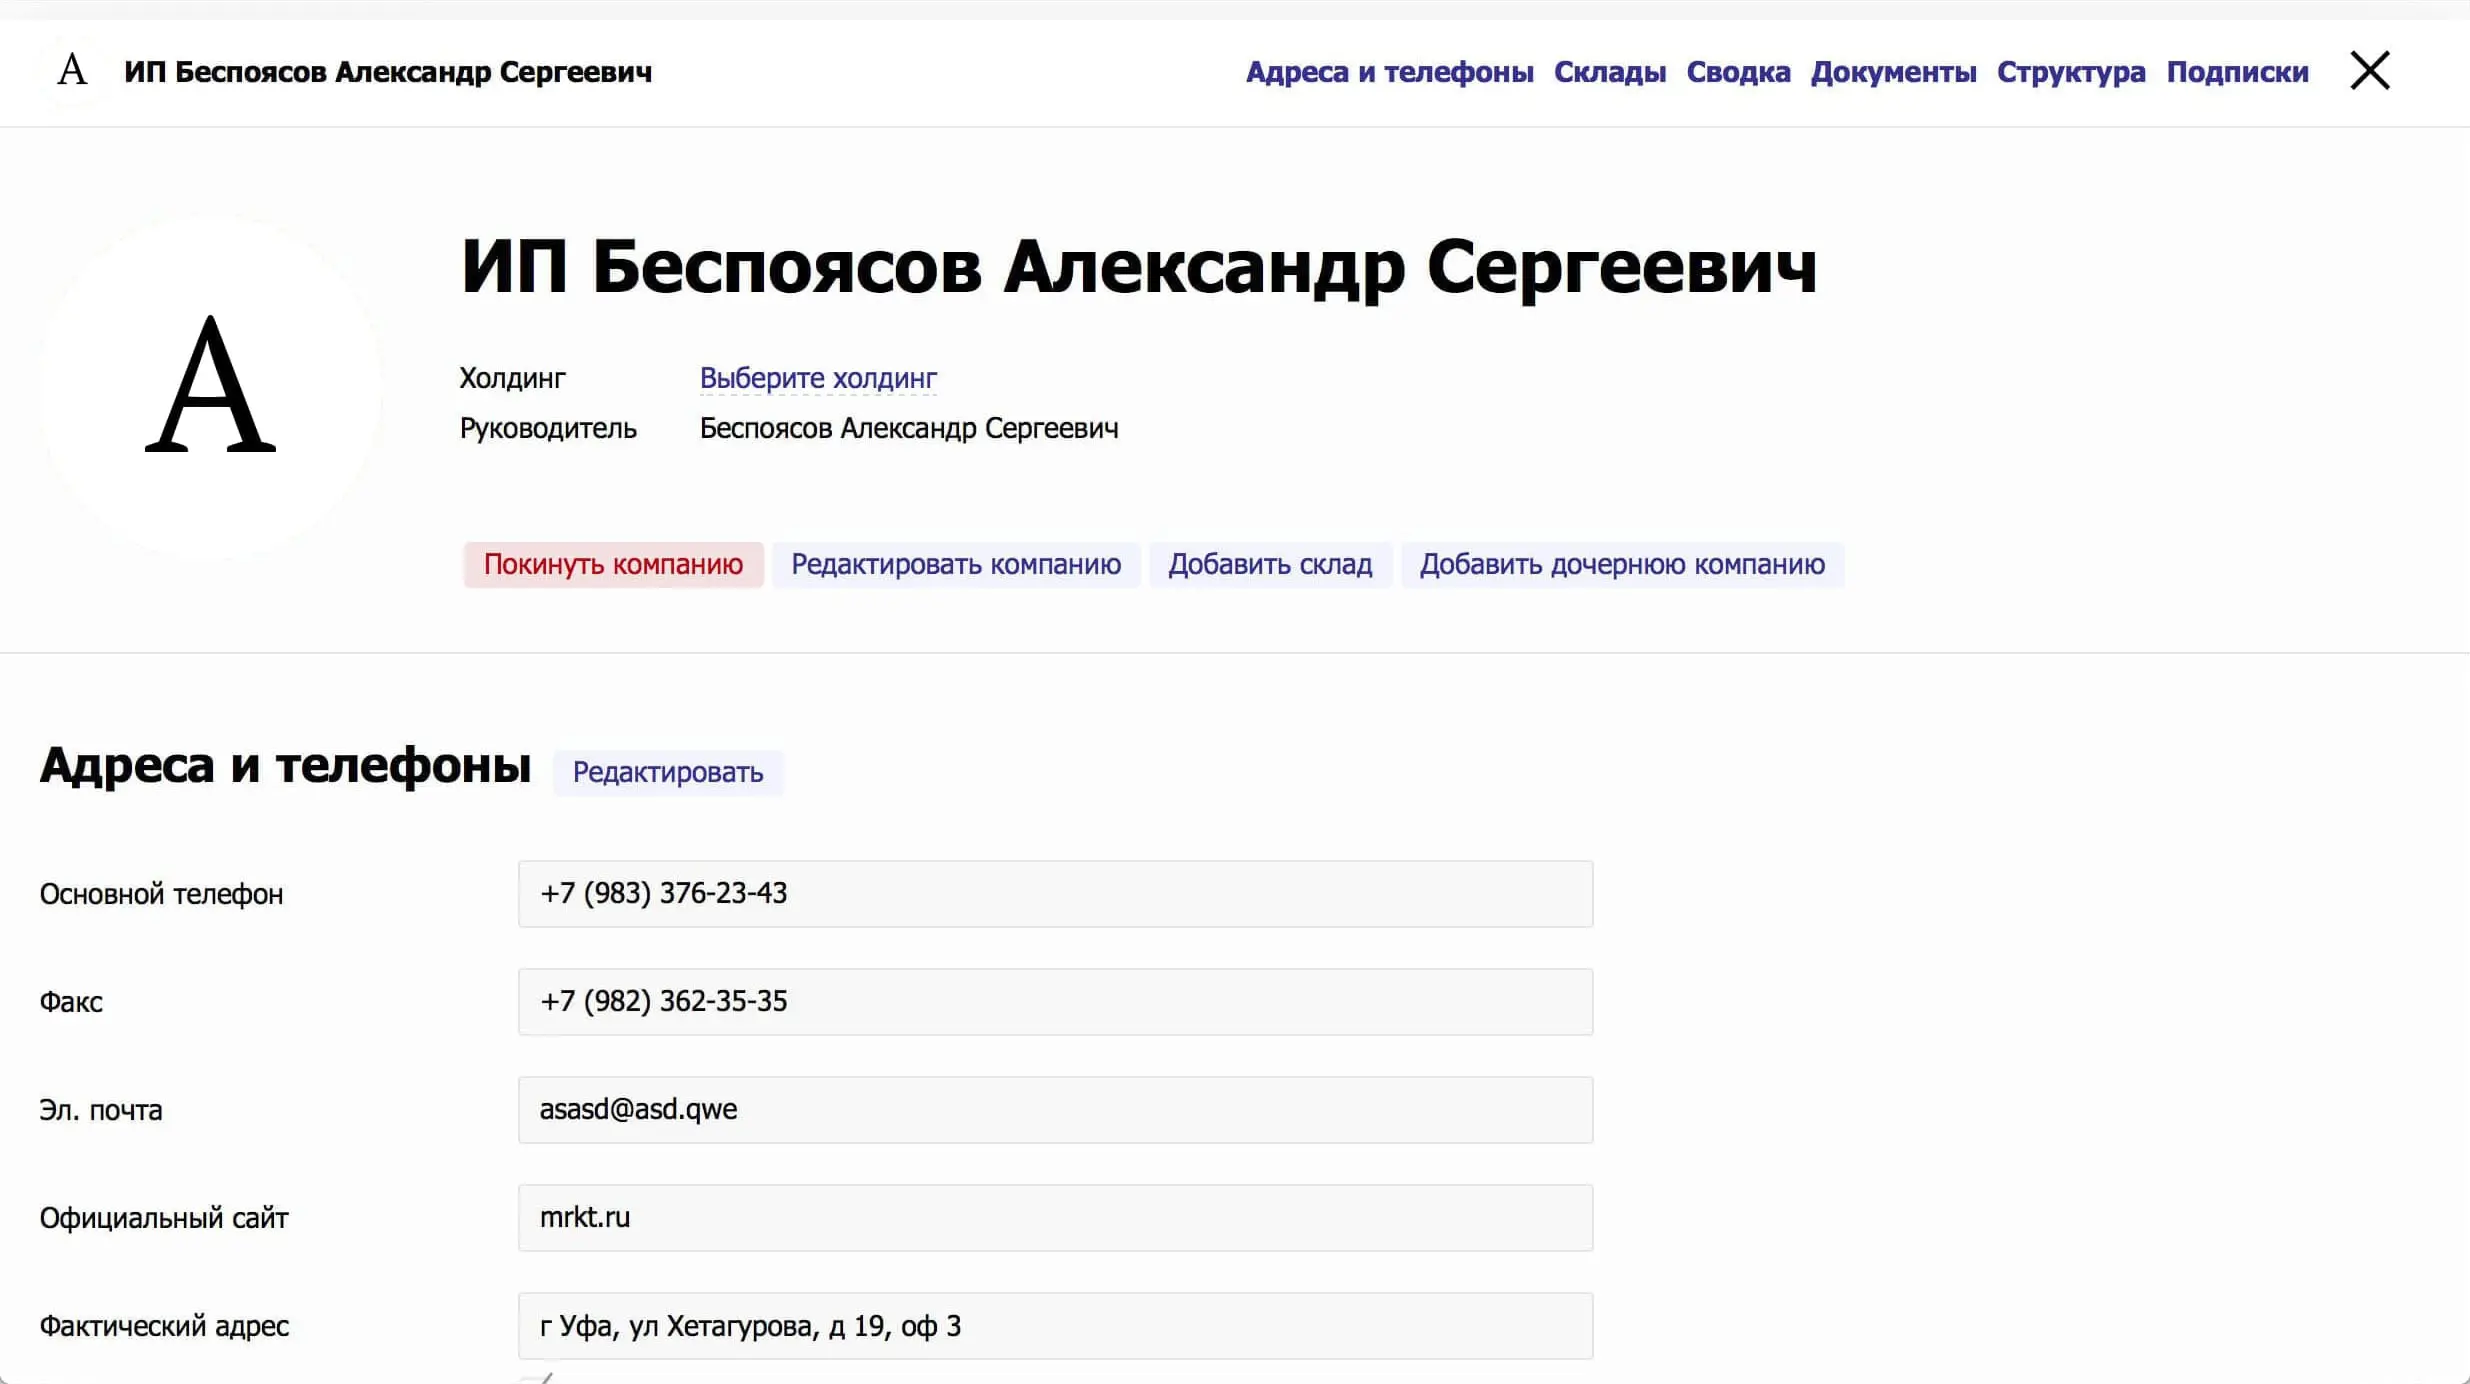 A ИП Беспоясов Александр Сергеевич Адреса и телефоны Склады Сводка Документы Структура Подписки
A
ИП Беспоясов Александр Сергеевич
Холдинг Выберите холдинг
Руководитель Беспоясов Александр Сергеевич
Покинуть компанию Редактировать компанию Добавить склад Добавить дочернюю компанию
Адреса и телефоны Редактировать
Основной телефон +7 (983) 376-23-43
Факс +7 (982) 362-35-35
Эл. почта asasd@asd.qwe
Официальный сайт mrkt.ru
Фактический адрес г Уфа, ул Хетагурова, д 19, оф 3